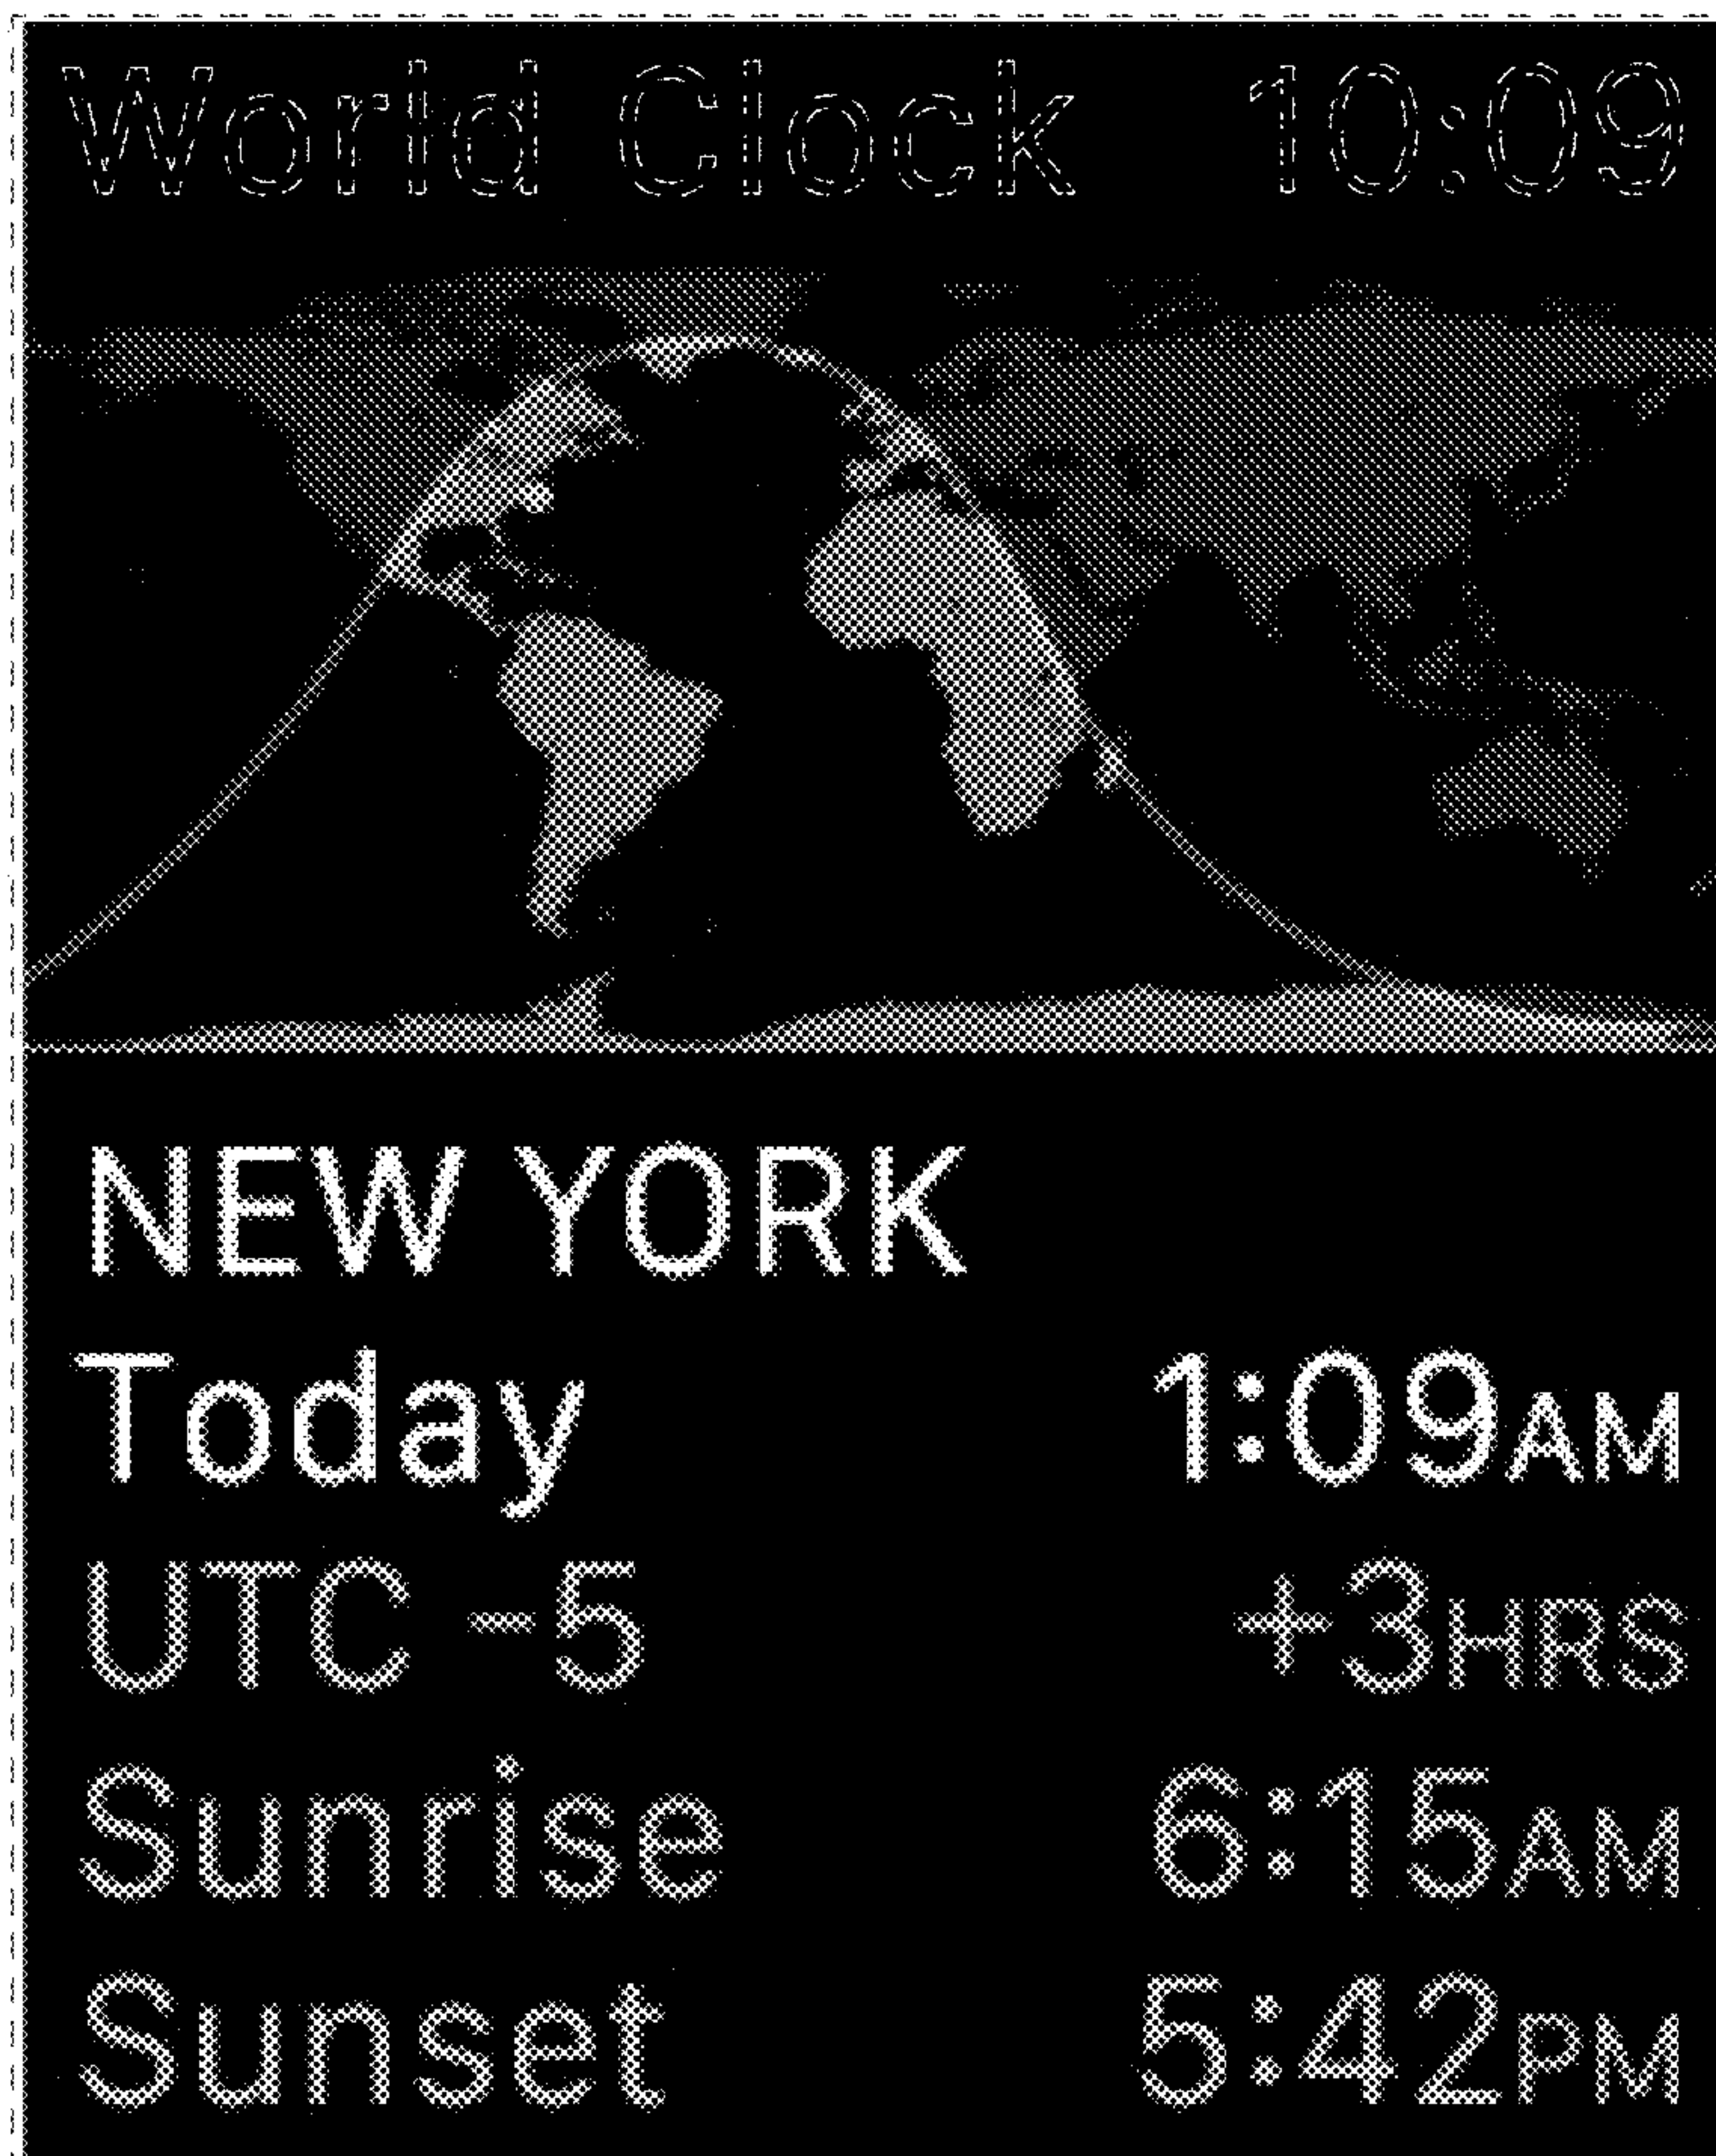 World Clock 10:09
NEW YORK
Today 1:09AM
UTC -5 +3HRS
Sunrise 6:15AM
Sunset 5:42PM